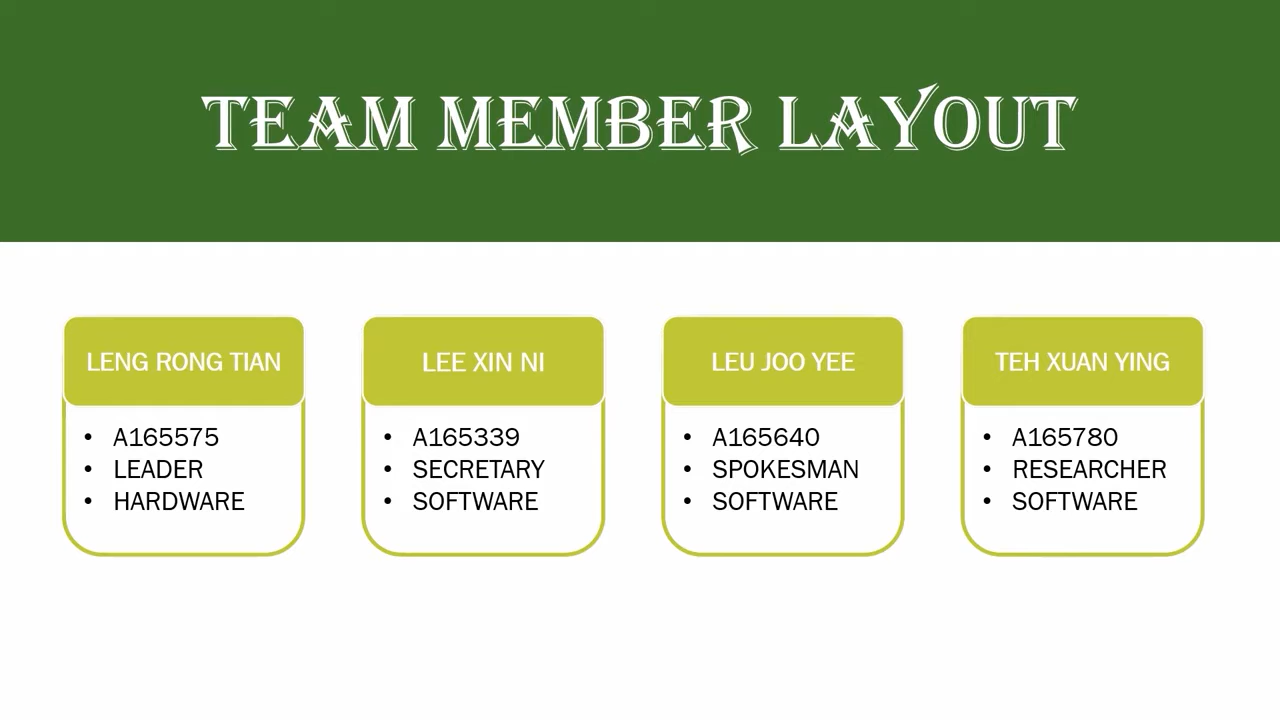 TEAM MEMBER LAYOUT
LENG RONG TIAN
• A165575
• LEADER
• HARDWARE
LEE XIN NI
• A165339
• SECRETARY
• SOFTWARE
LEU JOO YEE
• A165640
• SPOKESMAN
• SOFTWARE
TEH XUAN YING
• A165780
• RESEARCHER
• SOFTWARE